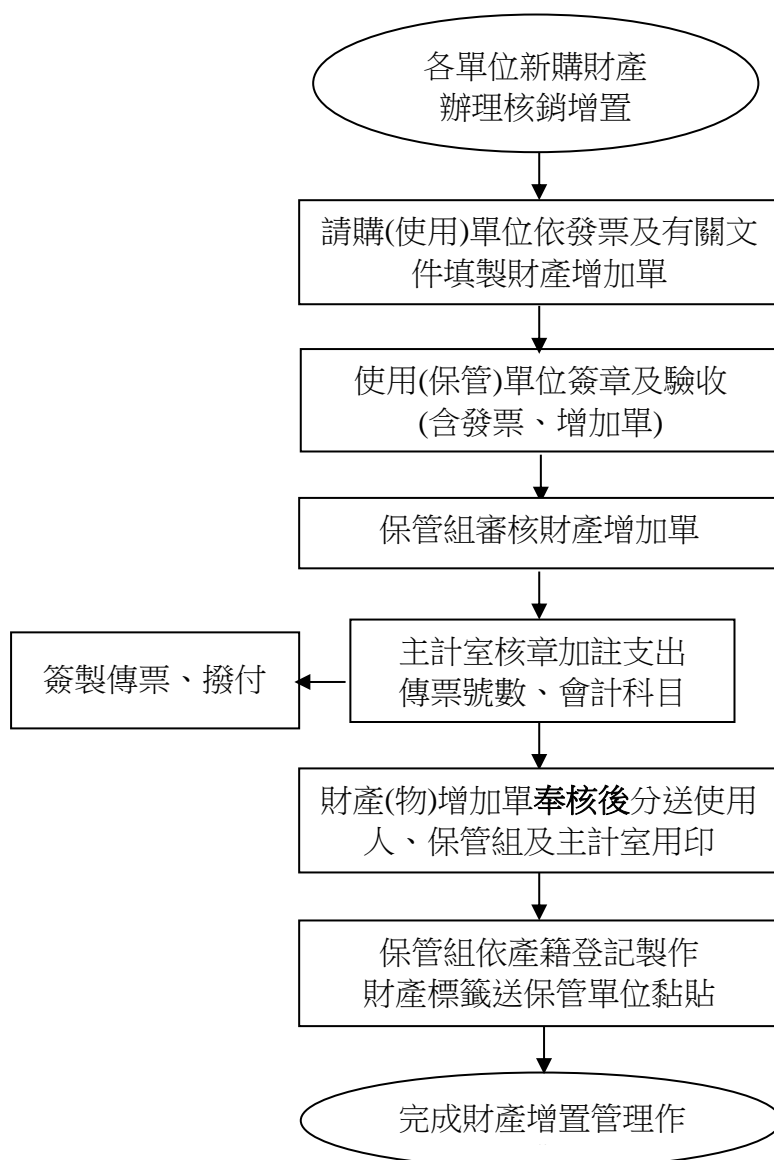 各單位新購財產
辦理核銷增置
請購(使用)單位依發票及有關文
件填製財產增加單
使用(保管)單位簽章及驗收
(含發票、增加單)
保管組審核財產增加單
主計室核章加註支出
傳票號數、會計科目
簽製傳票、撥付
財產(物)增加單奉核後分送使用
人、保管組及主計室用印
保管組依產籍登記製作
財產標籤送保管單位黏貼
完成財產增置管理作